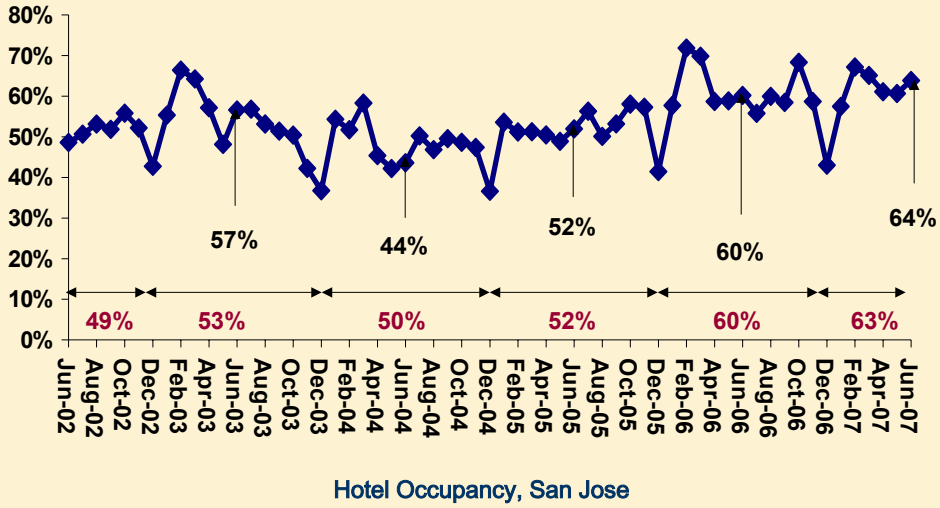 80%
70%
60%
50%
40%
30%
20%
10%
0%
57%
44%
52%
60%
64%
49%
53%
50%
52%
60%
63%
Jun-02
Aug-02
Oct-02
Dec-02
Feb-03
Apr-03
Jun-03
Aug-03
Oct-03
Dec-03
Feb-04
Apr-04
Jun-04
Aug-04
Oct-04
Dec-04
Feb-05
Apr-05
Jun-05
Aug-05
Oct-05
Dec-05
Feb-06
Apr-06
Jun-06
Aug-06
Oct-06
Dec-06
Feb-07
Apr-07
Jun-07
Hotel Occupancy, San Jose